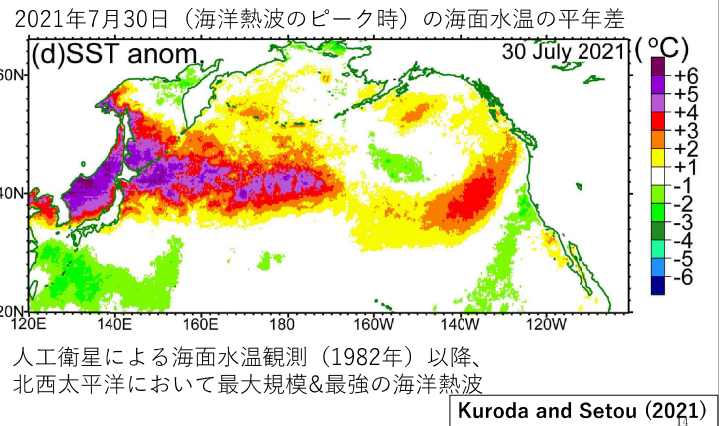 2021年7月30日（海洋熱波のピーク時）の海面水温の平年差
(d)SST anom.
30 July 2021
(°C)
60N
40N
20N
120E
140E
160E
180
160W
140W
120W
+6
+5
+4
+3
+2
+1
-1
-2
-3
-4
-5
-6
人工衛星による海面水温観測（1982年）以降、
北西太平洋において最大規模&最強の海洋熱波
Kuroda and Setou (2021)
14